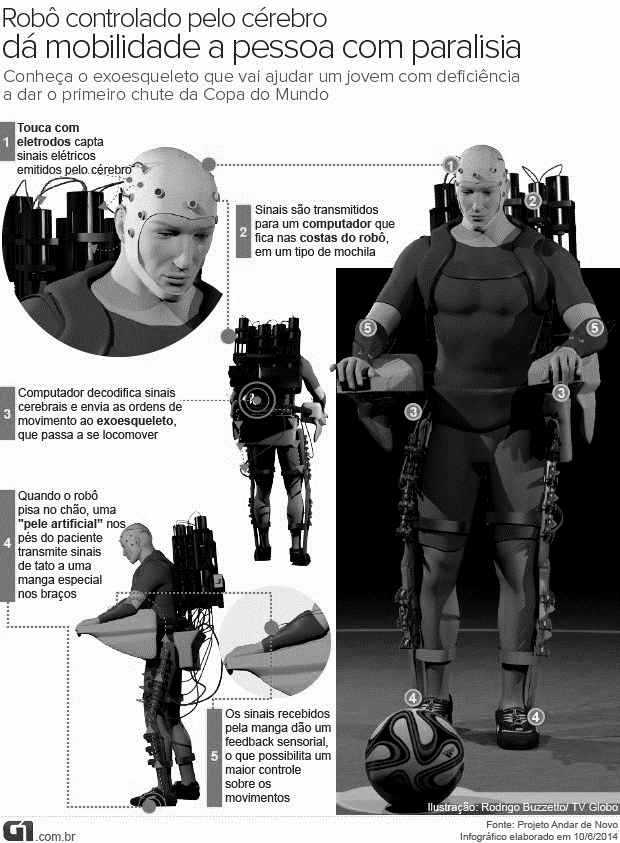 Robô controlado pelo cérebro
dá mobilidade a pessoa com paralisia
Conheça o exoesqueleto que vai ajudar um jovem com deficiência
a dar o primeiro chute da Copa do Mundo
1
Touca com
eletrodos capta
sinais elétricos
emitidos pelo cérebro
2
Sinais são transmitidos
para um computador que
fica nas costas do robô,
em um tipo de mochila
3
Computador decodifica sinais
cerebrais e envia as ordens de
movimento ao exoesqueleto,
que passa a se locomover
4
Quando o robô
pisa no chão, uma
"pele artificial” nos
pés do paciente
transmite sinais
de tato a uma
manga especial
nos braços
5
Os sinais recebidos
pela manga dão um
feedback sensorial,
o que possibilita um
maior controle
sobre os
movimentos
1
2
5
5
3
3
4
4
Ilustração: Rodrigo Buzzetto/ TV Globo
G1.com.br
Fonte: Projeto Andar de Novo
Infográfico elaborado em 10/6/2014